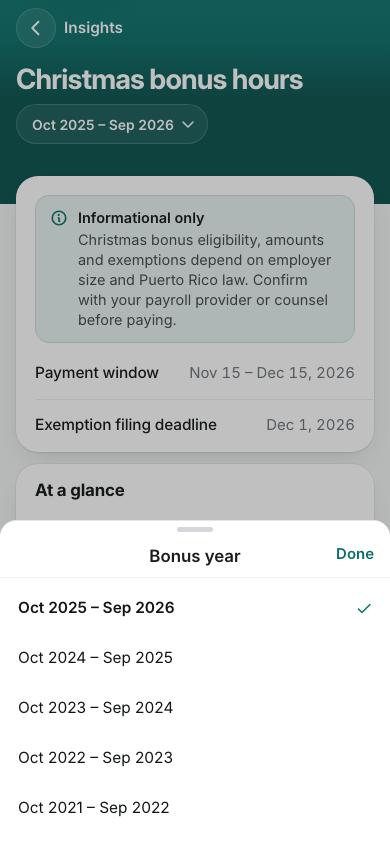 Insights
Christmas bonus hours
Oct 2025 – Sep 2026
Informational only
Christmas bonus eligibility, amounts
and exemptions depend on employer
size and Puerto Rico law. Confirm
with your payroll provider or counsel
before paying.
Payment window Nov 15 – Dec 15, 2026
Exemption filing deadline Dec 1, 2026
At a glance
Bonus year
Done
Oct 2025 – Sep 2026
Oct 2024 – Sep 2025
Oct 2023 – Sep 2024
Oct 2022 – Sep 2023
Oct 2021 – Sep 2022